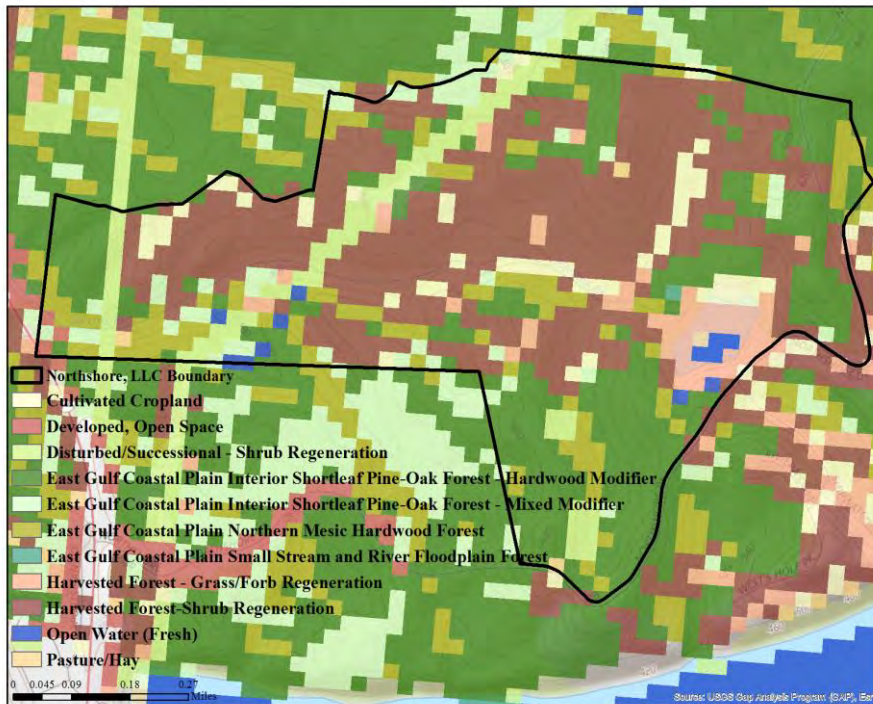 Northshore, LLC Boundary
Cultivated Cropland
Developed, Open Space
Disturbed/Successional - Shrub Regeneration
East Gulf Coastal Plain Interior Shortleaf Pine-Oak Forest - Hardwood Modifier
East Gulf Coastal Plain Interior Shortleaf Pine-Oak Forest - Mixed Modifier
East Gulf Coastal Plain Northern Mesic Hardwood Forest
East Gulf Coastal Plain Small Stream and River Floodplain Forest
Harvested Forest - Grass/Forb Regeneration
Harvested Forest-Shrub Regeneration
Open Water (Fresh)
Pasture/Hay
0 0.045 0.09 0.18 0.27
Miles
460
420
Source: USGS Gap Analysis Program (GAP), Esri